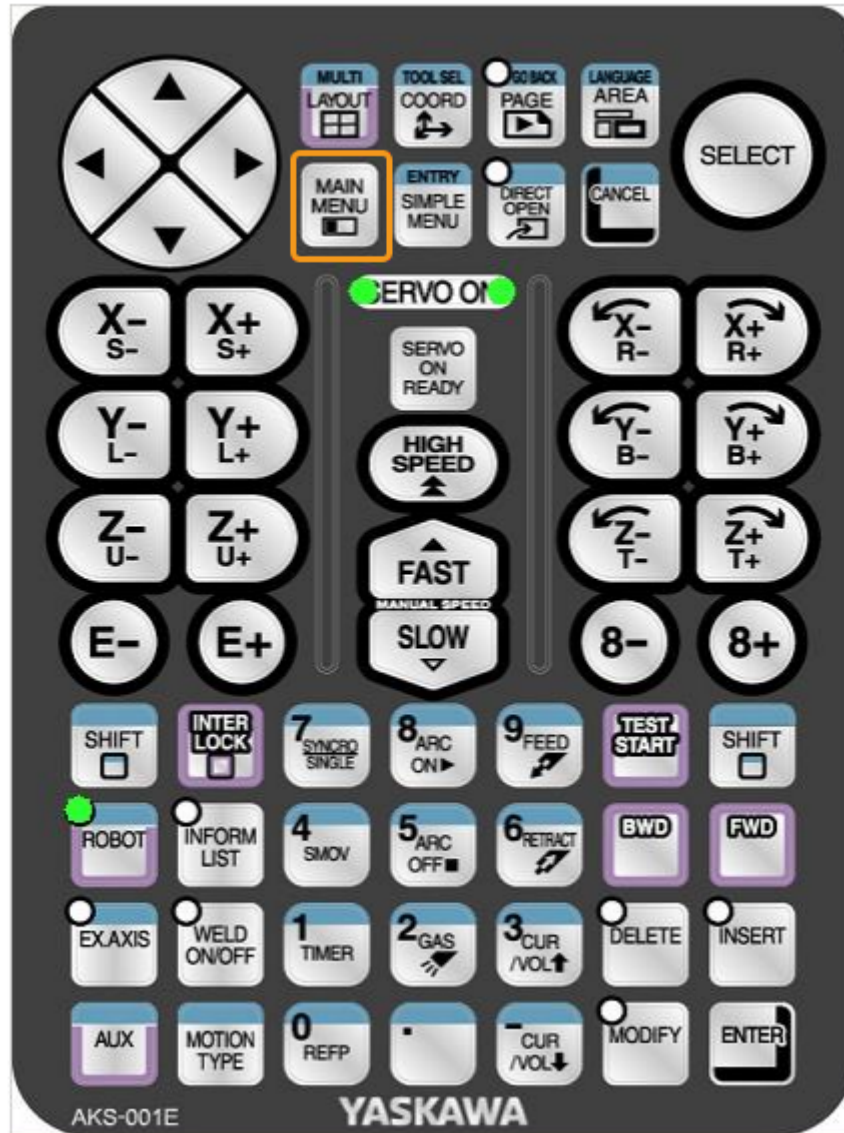 MULTI
LAYOUT
TOOL SEL
COORD
GO BACK
PAGE
LANGUAGE
AREA
SELECT
MAIN
MENU
ENTRY
SIMPLE
MENU
DIRECT
OPEN
CANCEL
SERVO ON
X-
S-
X+
S+
SERVO
ON
READY
X-
R-
X+
R+
Y-
L-
Y+
L+
HIGH
SPEED
Y-
B-
Y+
B+
Z-
U-
Z+
U+
FAST
MANUAL SPEED
SLOW
Z-
T-
Z+
T+
E-
E+
8-
8+
SHIFT
INTER
LOCK
7
SYNCRO
SINGLE
8
ARC
ON▶
9
FEED
TEST
START
SHIFT
ROBOT
INFORM
LIST
4
SMOV
5
ARC
OFF■
6
RETRACT
BWD
FWD
EX.AXIS
WELD
ON/OFF
1
TIMER
2
GAS
3
CUR
/VOL⬆
DELETE
INSERT
AUX
MOTION
TYPE
0
REFP
.
-
CUR
/VOL⬇
MODIFY
ENTER
AKS-001E
YASKAWA